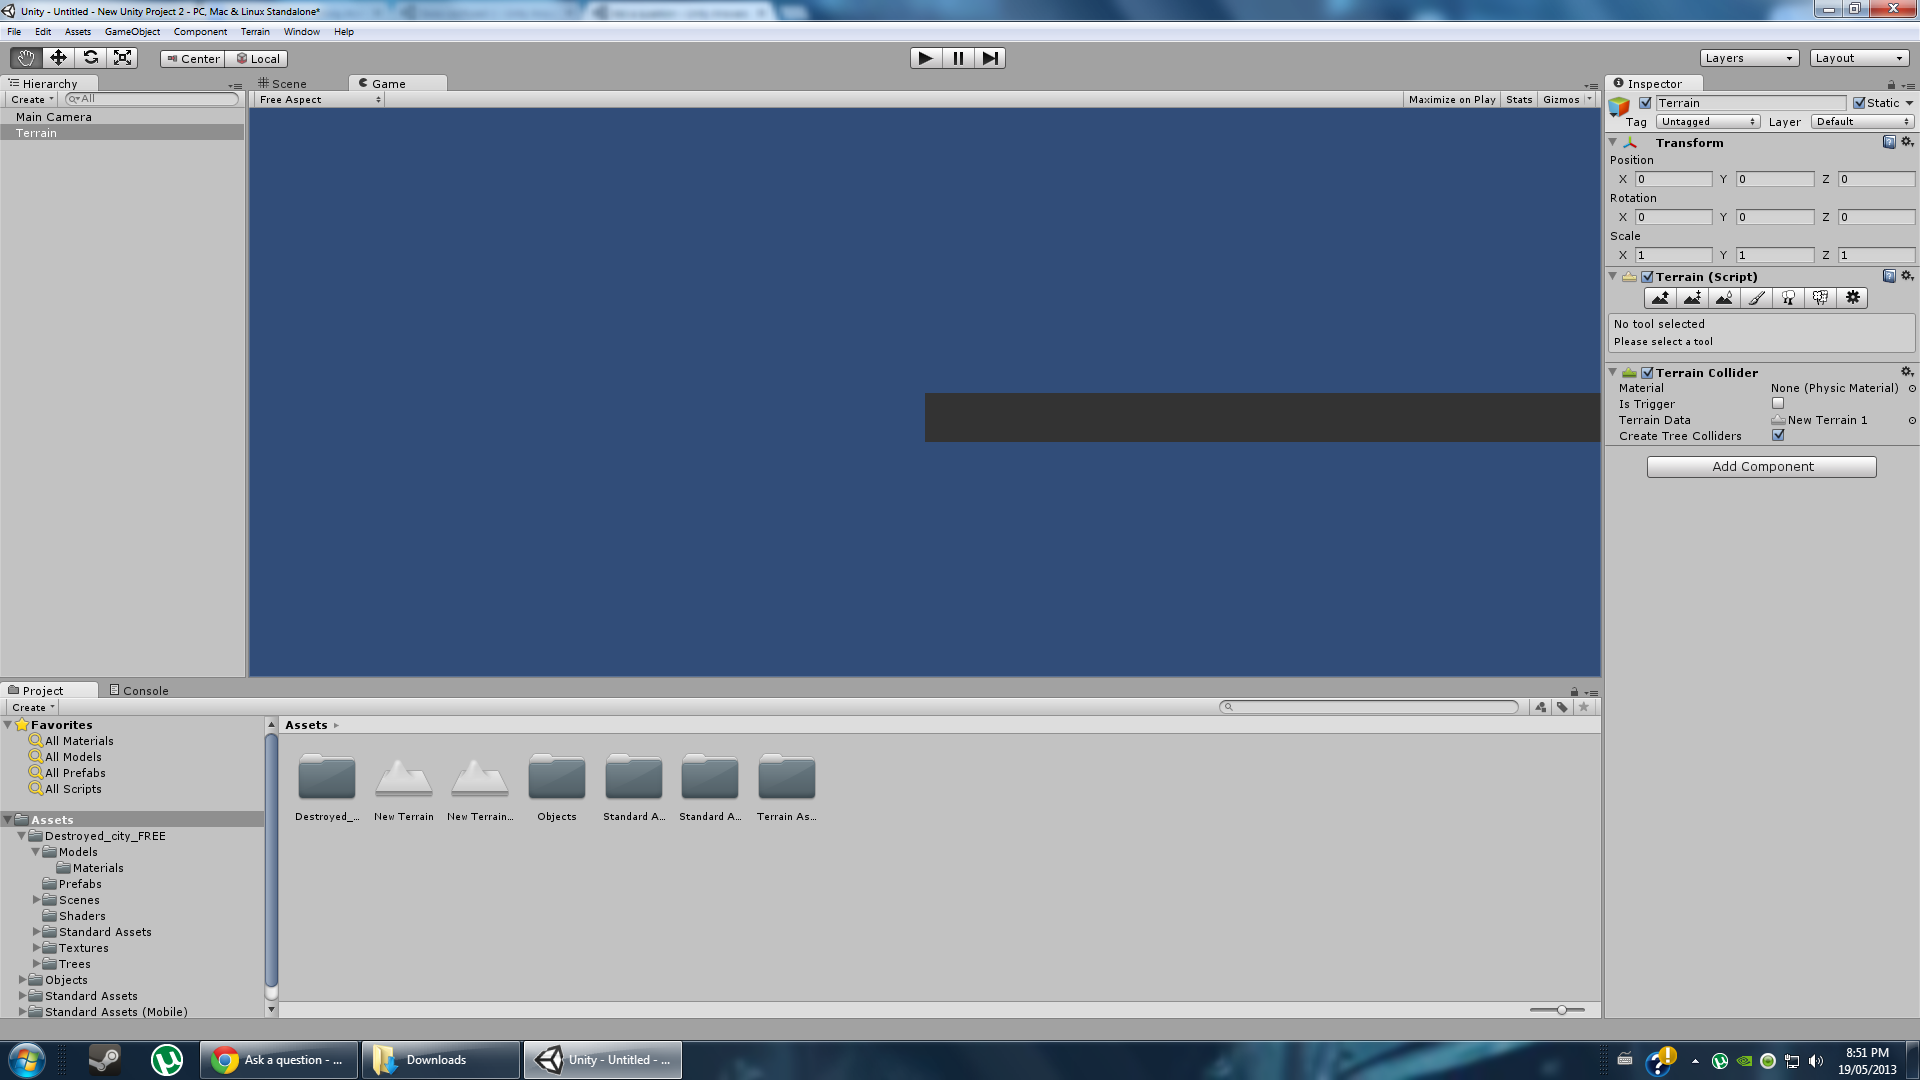 Unity - Untitled - New Unity Project 2 - PC, Mac & Linux Standalone*
File Edit Assets GameObject Component Terrain Window Help
Center Local Layers Layout
Hierarchy
Create All
Main Camera
Terrain
Scene Game
Free Aspect Maximize on Play Stats Gizmos
Inspector
Terrain Static
Tag Untagged Layer Default
Transform
Position
X 0 Y 0 Z 0
Rotation
X 0 Y 0 Z 0
Scale
X 1 Y 1 Z 1
Terrain (Script)
No tool selected
Please select a tool
Terrain Collider
Material None (Physic Material)
Is Trigger
Terrain Data New Terrain 1
Create Tree Colliders
Add Component
Project Console
Create
Favorites
All Materials
All Models
All Prefabs
All Scripts
Assets
Destroyed_city_FREE
Models
Materials
Prefabs
Scenes
Shaders
Standard Assets
Textures
Trees
Objects
Standard Assets
Standard Assets (Mobile)
Assets
Destroyed_... New Terrain New Terrain... Objects Standard A... Standard A... Terrain As...
Ask a question - ... Downloads Unity - Untitled - ...
8:51 PM
19/05/2013